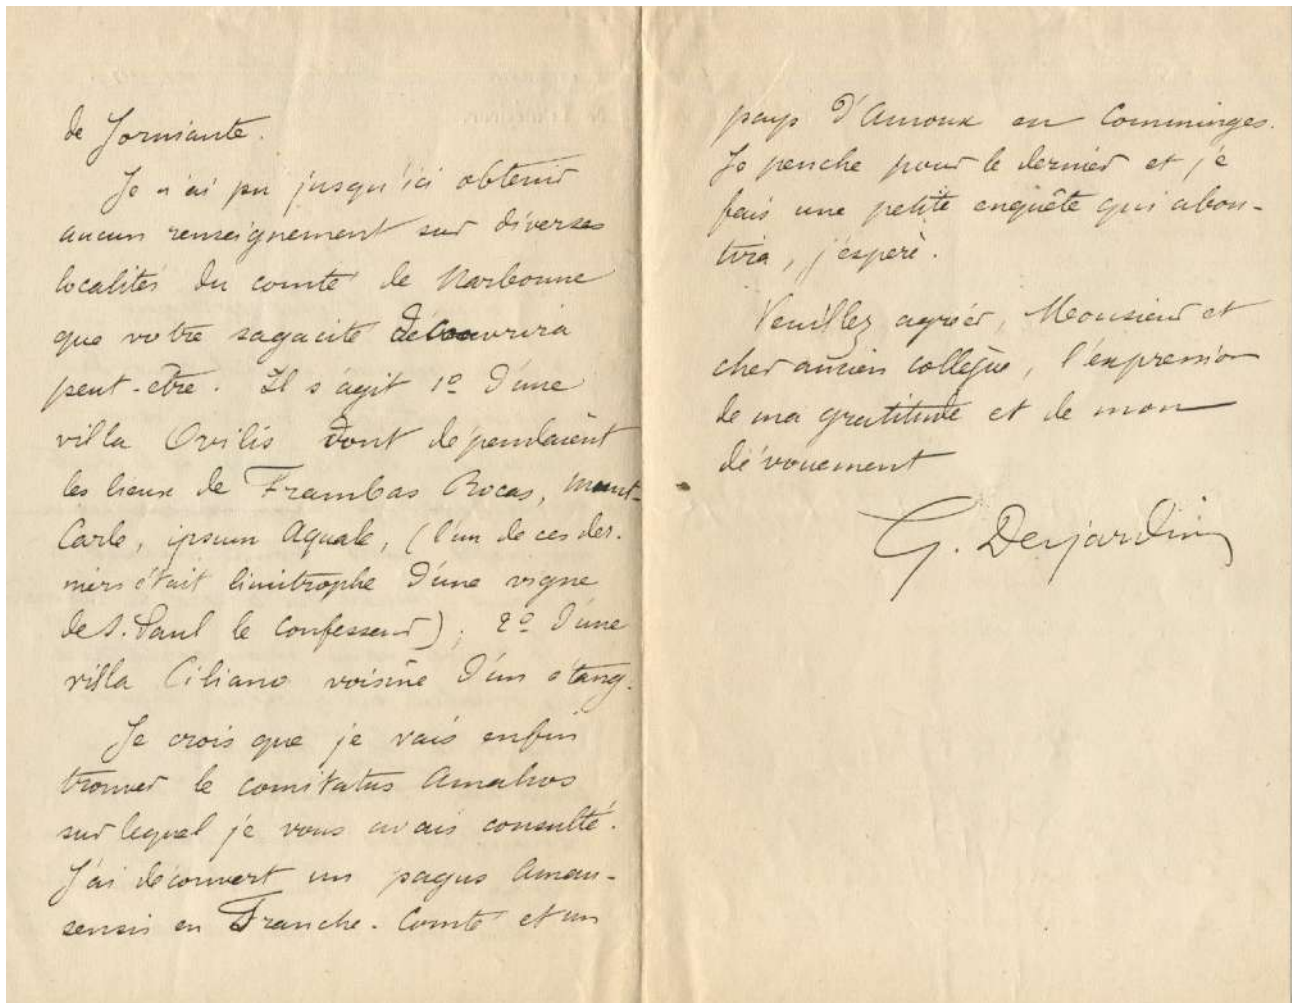 de Jorniante.
Je n'ai pu jusqu'ici obtenir
aucun renseignement sur diverses
localités du comté de Narbonne
que votre sagacité découvrira
peut-être. Il s'agit 1º d'une
villa Ovilis dont dépendaient
les lieux de Frambas Rocas, Mont-
Carle, ipsum Aquale, (l'un de ces der-
niers était limitrophe d'une vigne
de S. Paul le Confesseur); 2º d'une
villa Ciliano voisine d'un étang.
Je crois que je vais enfin
trouver le comitatus
sur lequel je vous avais consulté.
J'ai découvert un pagus Amau-
sensis en Franche-Comté et un
pays d'Amoux en Comminges.
Je penche pour le dernier et je
fais une petite enquête qui abou-
tira, j'espère.
Veuillez agréer, Monsieur et
cher ancien collègue, l'expression
de ma gratitude et de mon
dévouement
G. Desjardins